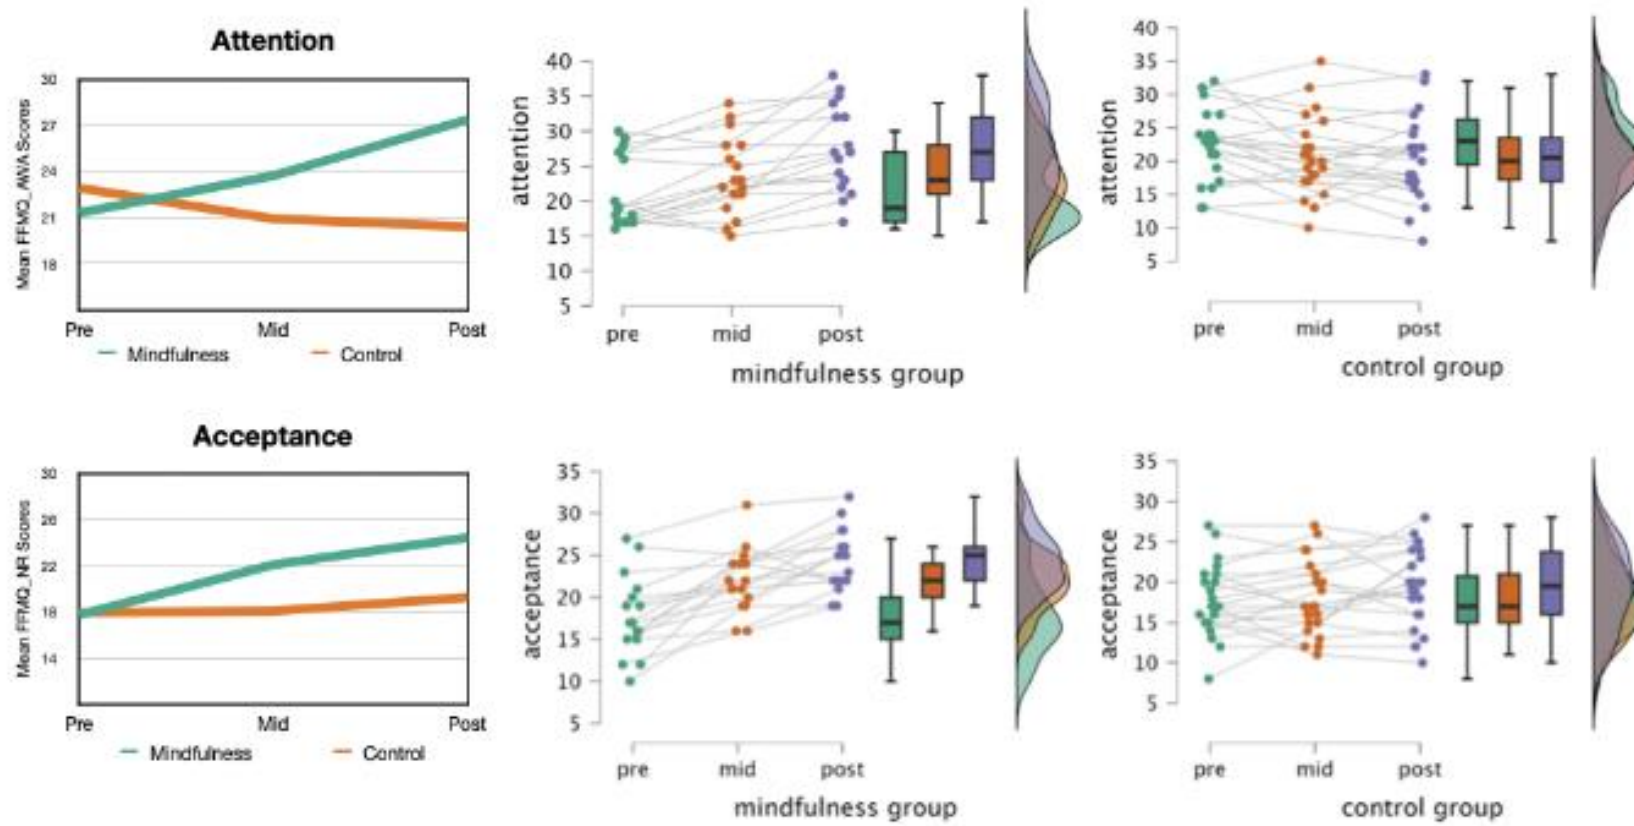 Attention
Mean FFMQ_AWA Scores
30
27
24
21
18
Pre Mid Post
Mindfulness Control
attention
40
35
30
25
20
15
10
5
pre mid post
mindfulness group
attention
40
35
30
25
20
15
10
5
pre mid post
control group
Acceptance
Mean FFMQ_NR Scores
30
26
22
18
14
Pre Mid Post
Mindfulness Control
acceptance
35
30
25
20
15
10
5
pre mid post
mindfulness group
acceptance
35
30
25
20
15
10
5
pre mid post
control group